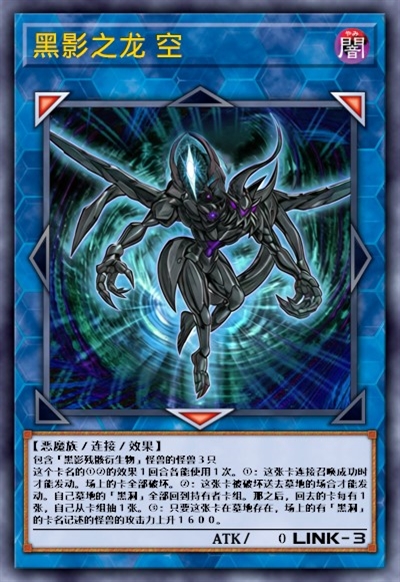 黑影之龙 空
やみ
闇
【恶魔族／连接／效果】
包含「黑影残骸衍生物」怪兽的怪兽3只
这个卡名的①②的效果1回合各能使用1次。①：这张卡连接召唤成功时
才能发动。场上的卡全部破坏。②：这张卡被破坏送去墓地的场合才能发
动。自己墓地的「黑洞」全部回到持有者卡组。那之后，回去的卡每有1
张，自己从卡组抽1张。③：只要这张卡在墓地存在，场上的有「黑洞」
的卡名记述的怪兽的攻击力上升1600。
ATK/ 0 LINK-3